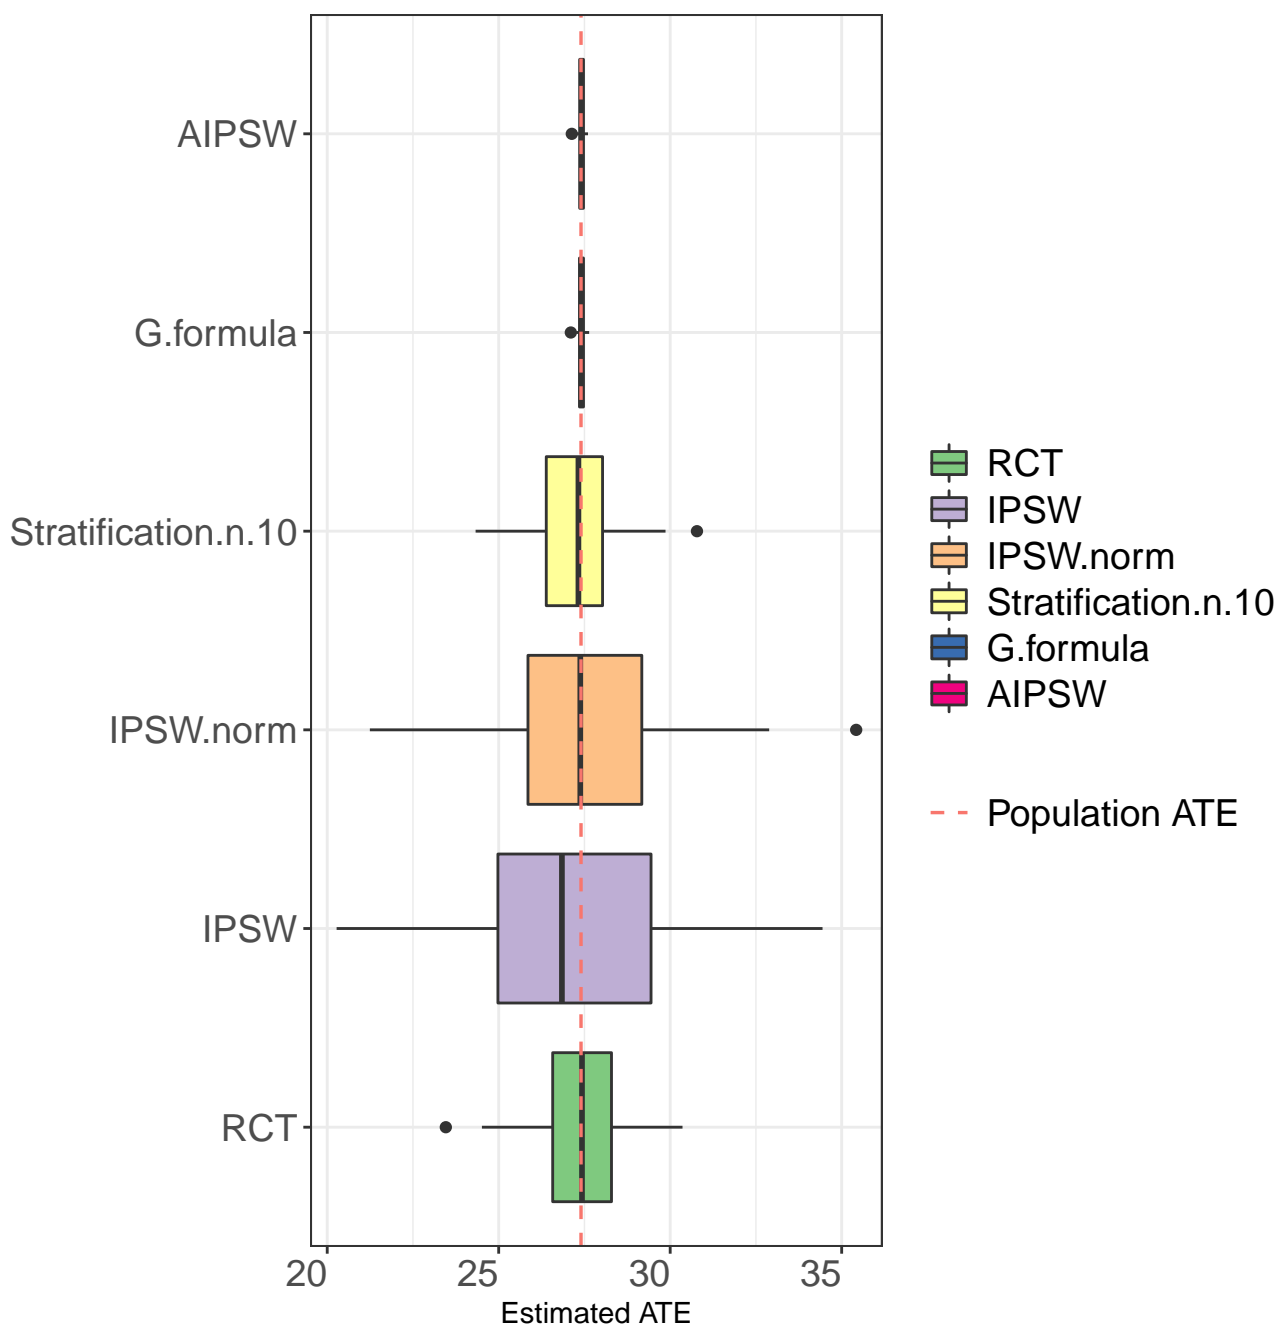 AIPSW
G.formula
Stratification.n.10
IPSW.norm
IPSW
RCT
20 25 30 35
Estimated ATE
RCT
IPSW
IPSW.norm
Stratification.n.10
G.formula
AIPSW
Population ATE